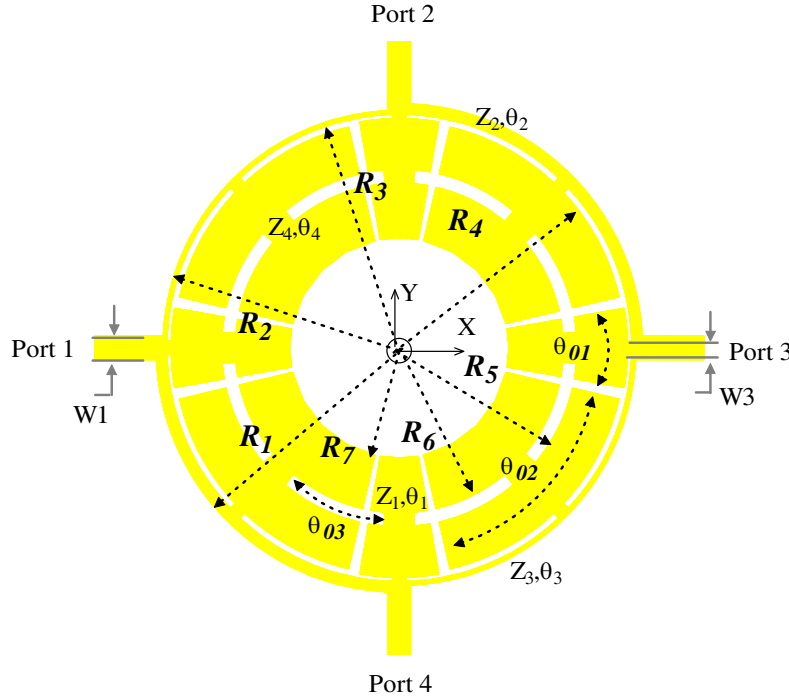 Port 2
Z2,θ2
R3
R4
Z4,θ4
Y
X
R2
Port 1
θ01
Port 3
R5
W1
W3
R1
R7
R6
θ02
Z1,θ1
θ03
Z3,θ3
Port 4